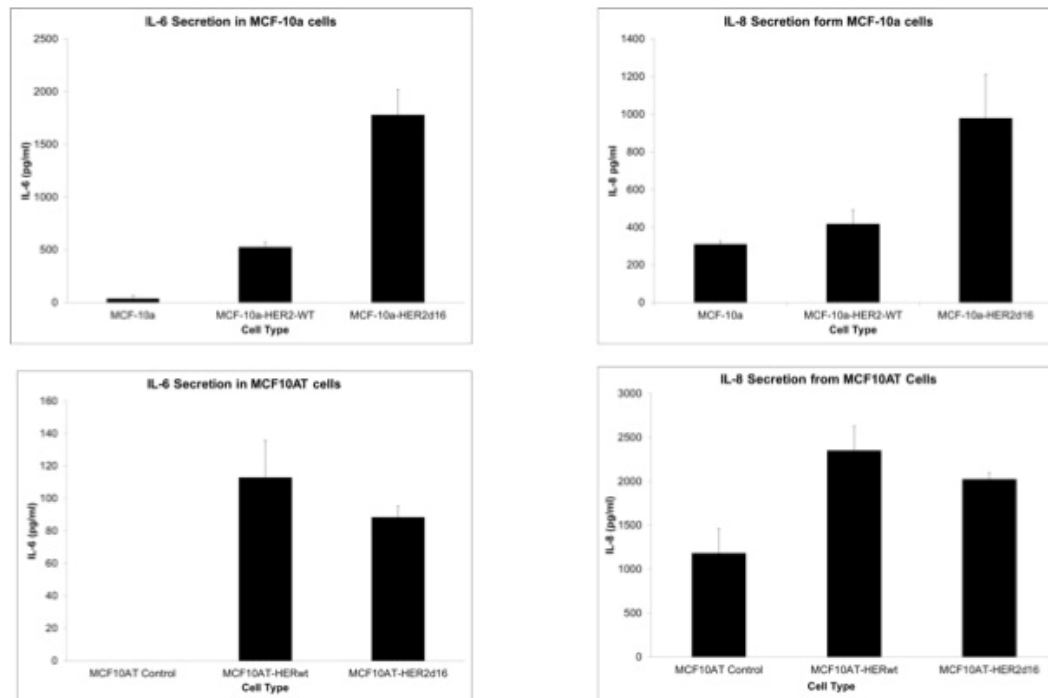 IL-6 Secretion in MCF-10a cells
2500
2000
1500
1000
500
0
IL-6 (pg/ml)
MCF-10a MCF-10a-HER2-WT MCF-10a-HER2d16
Cell Type
IL-8 Secretion form MCF-10a cells
1400
1200
1000
800
600
400
200
0
IL-8 pg/ml
MCF-10a MCF-10a-HER2-WT MCF-10a-HER2d16
Cell Type
IL-6 Secretion in MCF10AT cells
160
140
120
100
80
60
40
20
0
IL-6 (pg/ml)
MCF10AT Control MCF10AT-HERwt MCF10AT-HER2d16
Cell Type
IL-8 Secretion from MCF10AT Cells
3000
2500
2000
1500
1000
500
0
IL-8 (pg/ml)
MCF10AT Control MCF10AT-HERwt MCF10AT-HER2d16
Cell Type